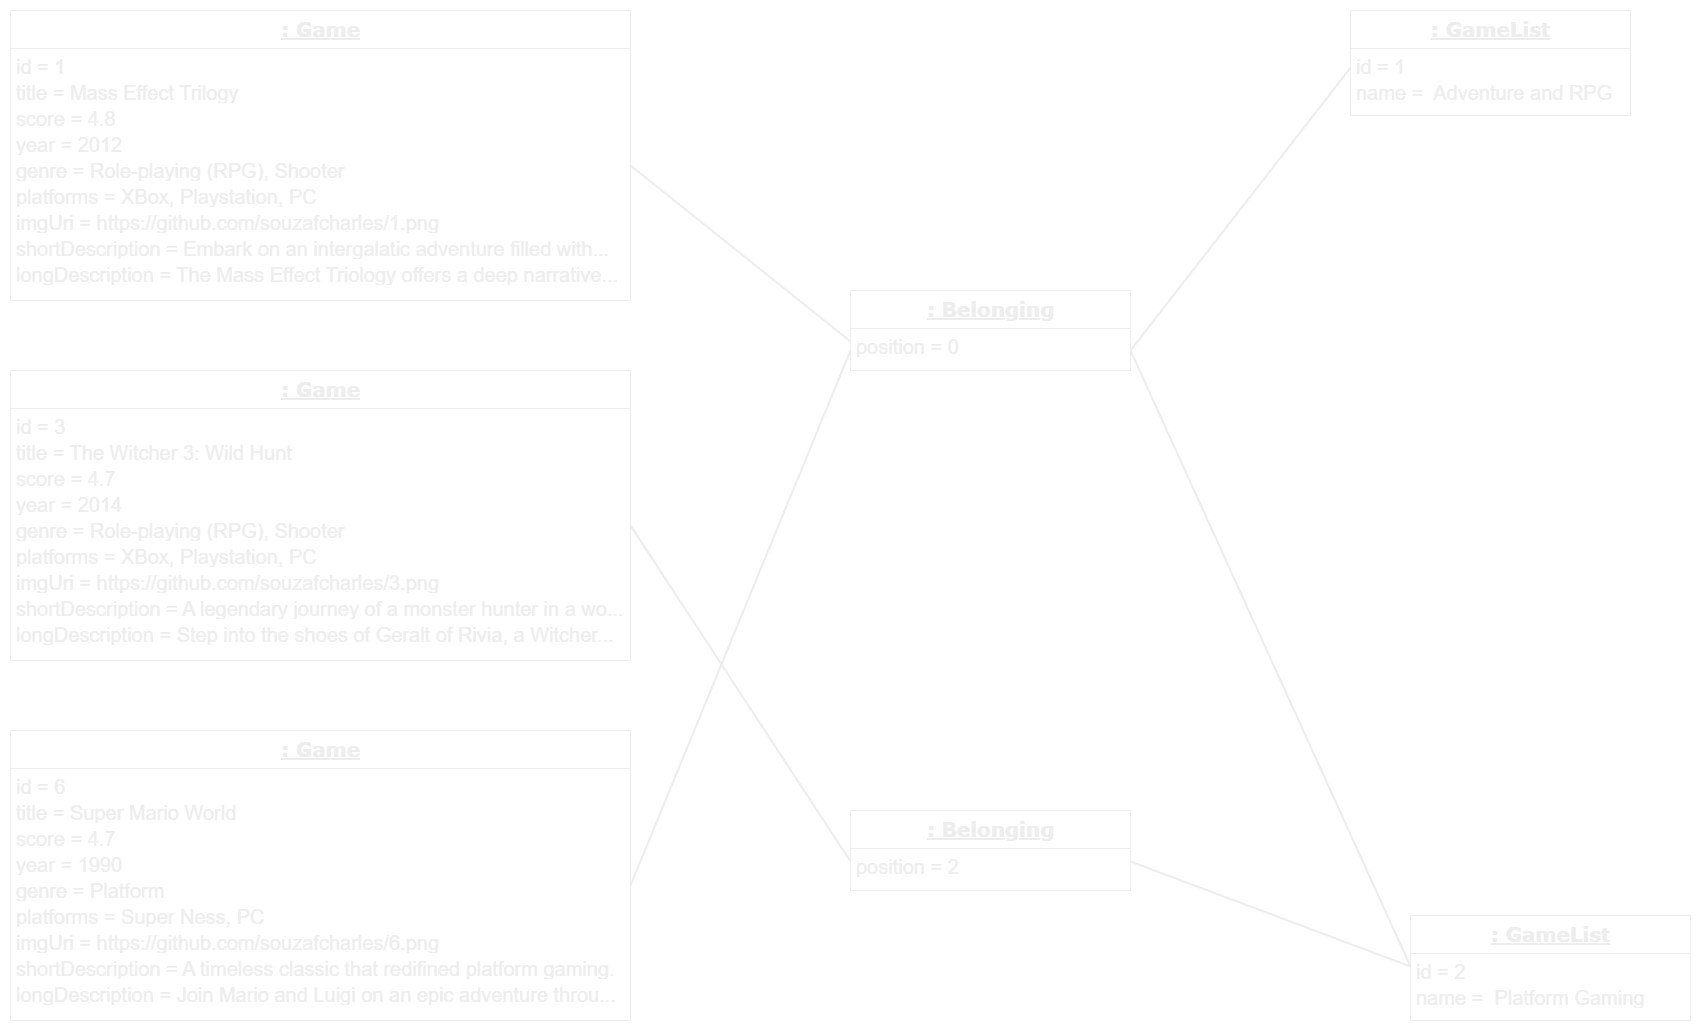 : Game
id = 1
title = Mass Effect Trilogy
score = 4.8
year = 2012
genre = Role-playing (RPG), Shooter
platforms = XBox, Playstation, PC
imgUri = https://github.com/souzafcharles/1.png
shortDescription = Embark on an intergalatic adventure filled with...
longDescription = The Mass Effect Triology offers a deep narrative...
: Game
id = 3
title = The Witcher 3: Wild Hunt
score = 4.7
year = 2014
genre = Role-playing (RPG), Shooter
platforms = XBox, Playstation, PC
imgUri = https://github.com/souzafcharles/3.png
shortDescription = A legendary journey of a monster hunter in a wo...
longDescription = Step into the shoes of Geralt of Rivia, a Witcher...
: Game
id = 6
title = Super Mario World
score = 4.7
year = 1990
genre = Platform
platforms = Super Ness, PC
imgUri = https://github.com/souzafcharles/6.png
shortDescription = A timeless classic that redifined platform gaming.
longDescription = Join Mario and Luigi on an epic adventure throu...
: Belonging
position = 0
: Belonging
position = 2
: GameList
id = 1
name =  Adventure and RPG
: GameList
id = 2
name =  Platform Gaming